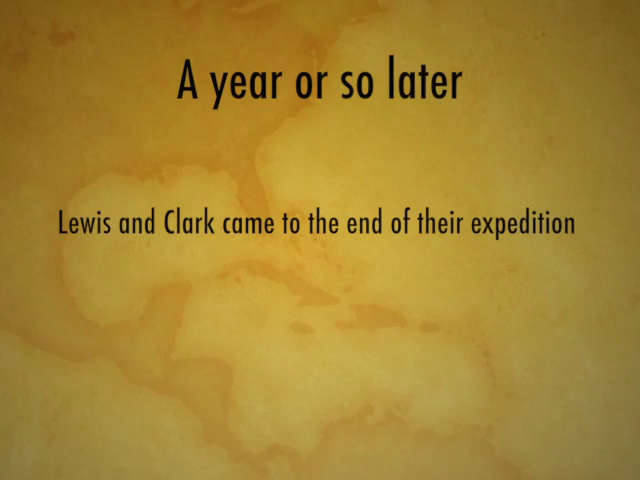 A year or so later
Lewis and Clark came to the end of their expedition